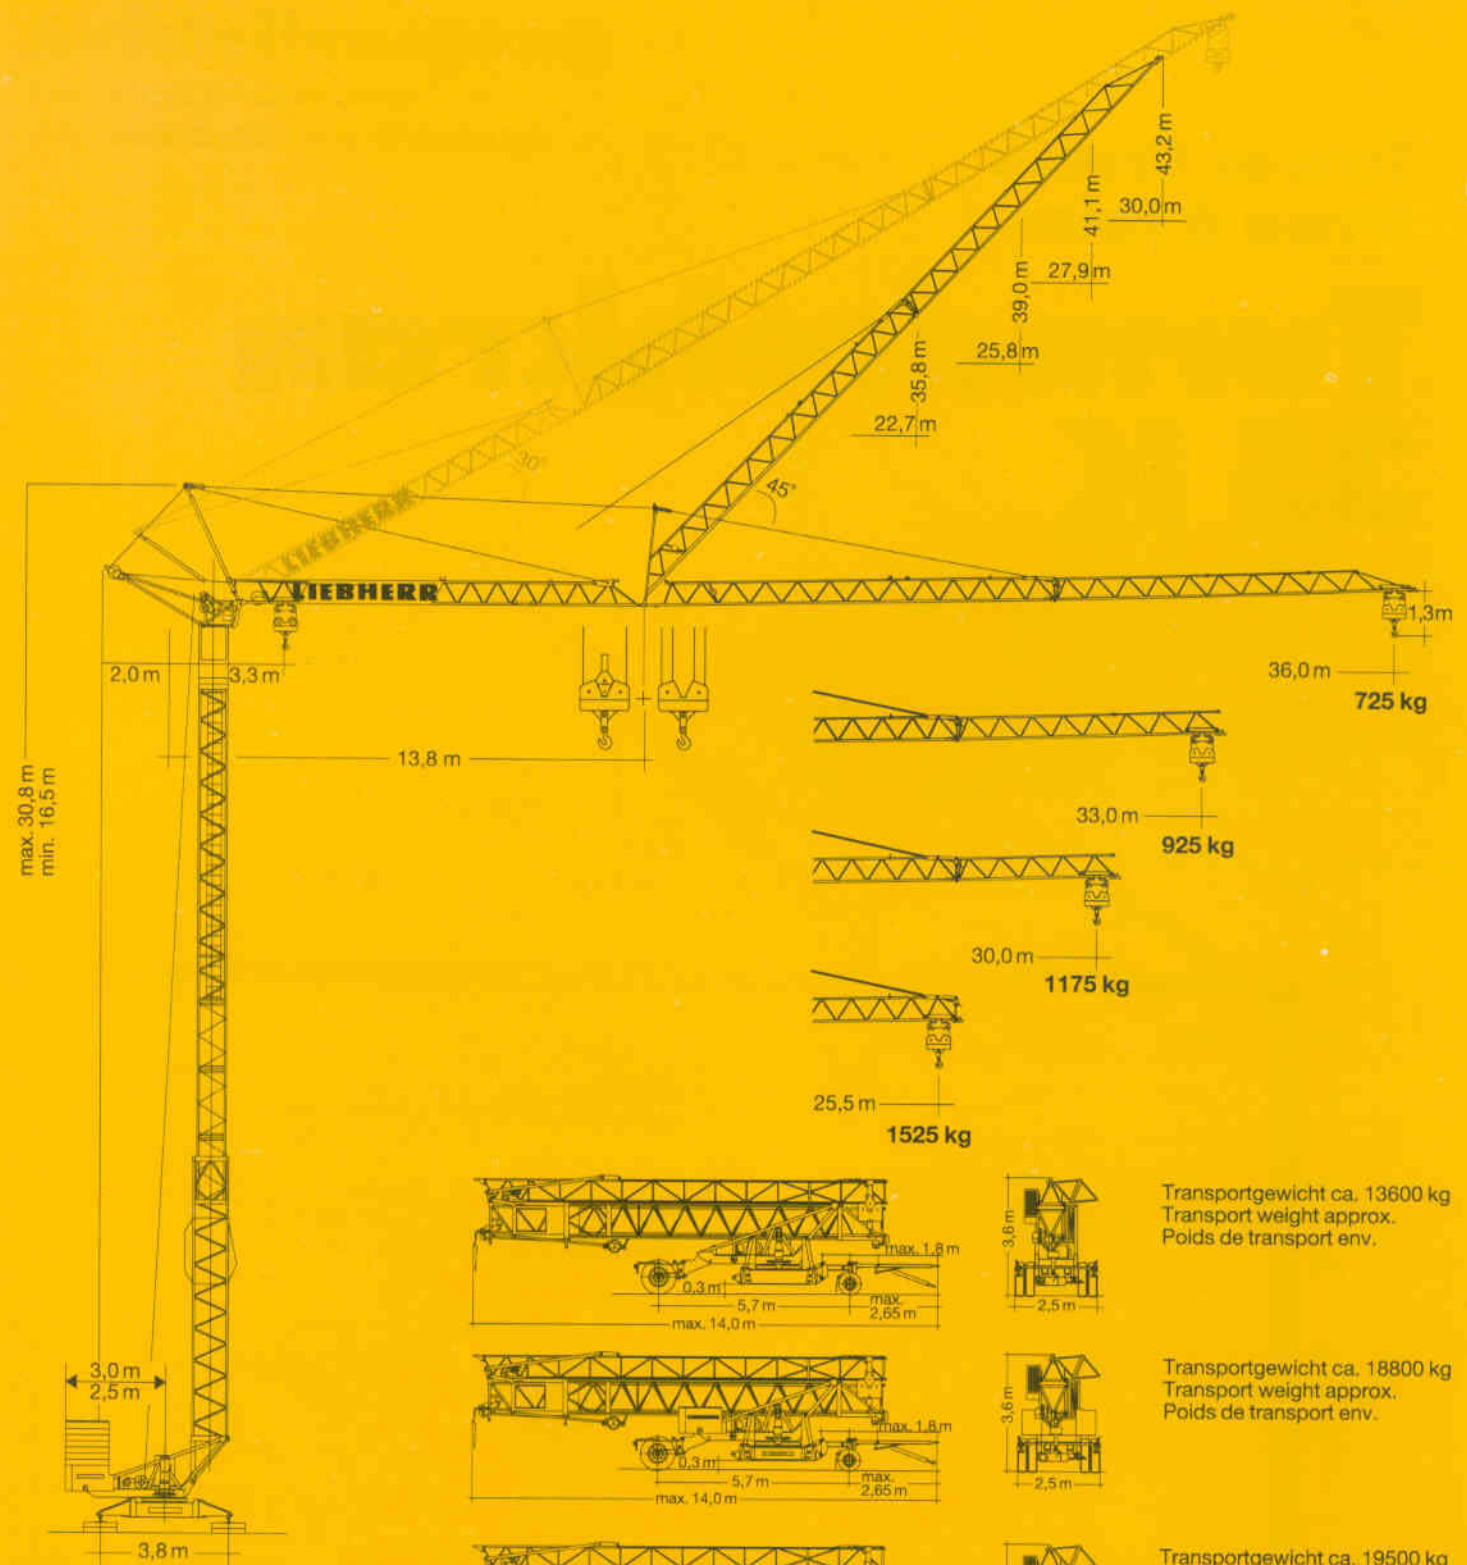 43,2 m
30,0 m
41,1 m
27,9 m
39,0 m
25,8 m
35,8 m
22,7 m
30°
45°
LIEBHERR
LIEBHERR
1,3 m
2,0 m
3,3 m
36,0 m
725 kg
13,8 m
max. 30,8 m
min. 16,5 m
33,0 m
925 kg
30,0 m
1175 kg
25,5 m
1525 kg
Transportgewicht ca. 13600 kg
Transport weight approx.
Poids de transport env.
3,6 m
max. 1,8 m
0,3 m
5,7 m
max.
2,65 m
max. 14,0 m
2,5 m
3,0 m
2,5 m
Transportgewicht ca. 18800 kg
Transport weight approx.
Poids de transport env.
3,6 m
max. 1,8 m
0,3 m
5,7 m
max.
2,65 m
max. 14,0 m
2,5 m
3,8 m
Transportgewicht ca. 19500 kg